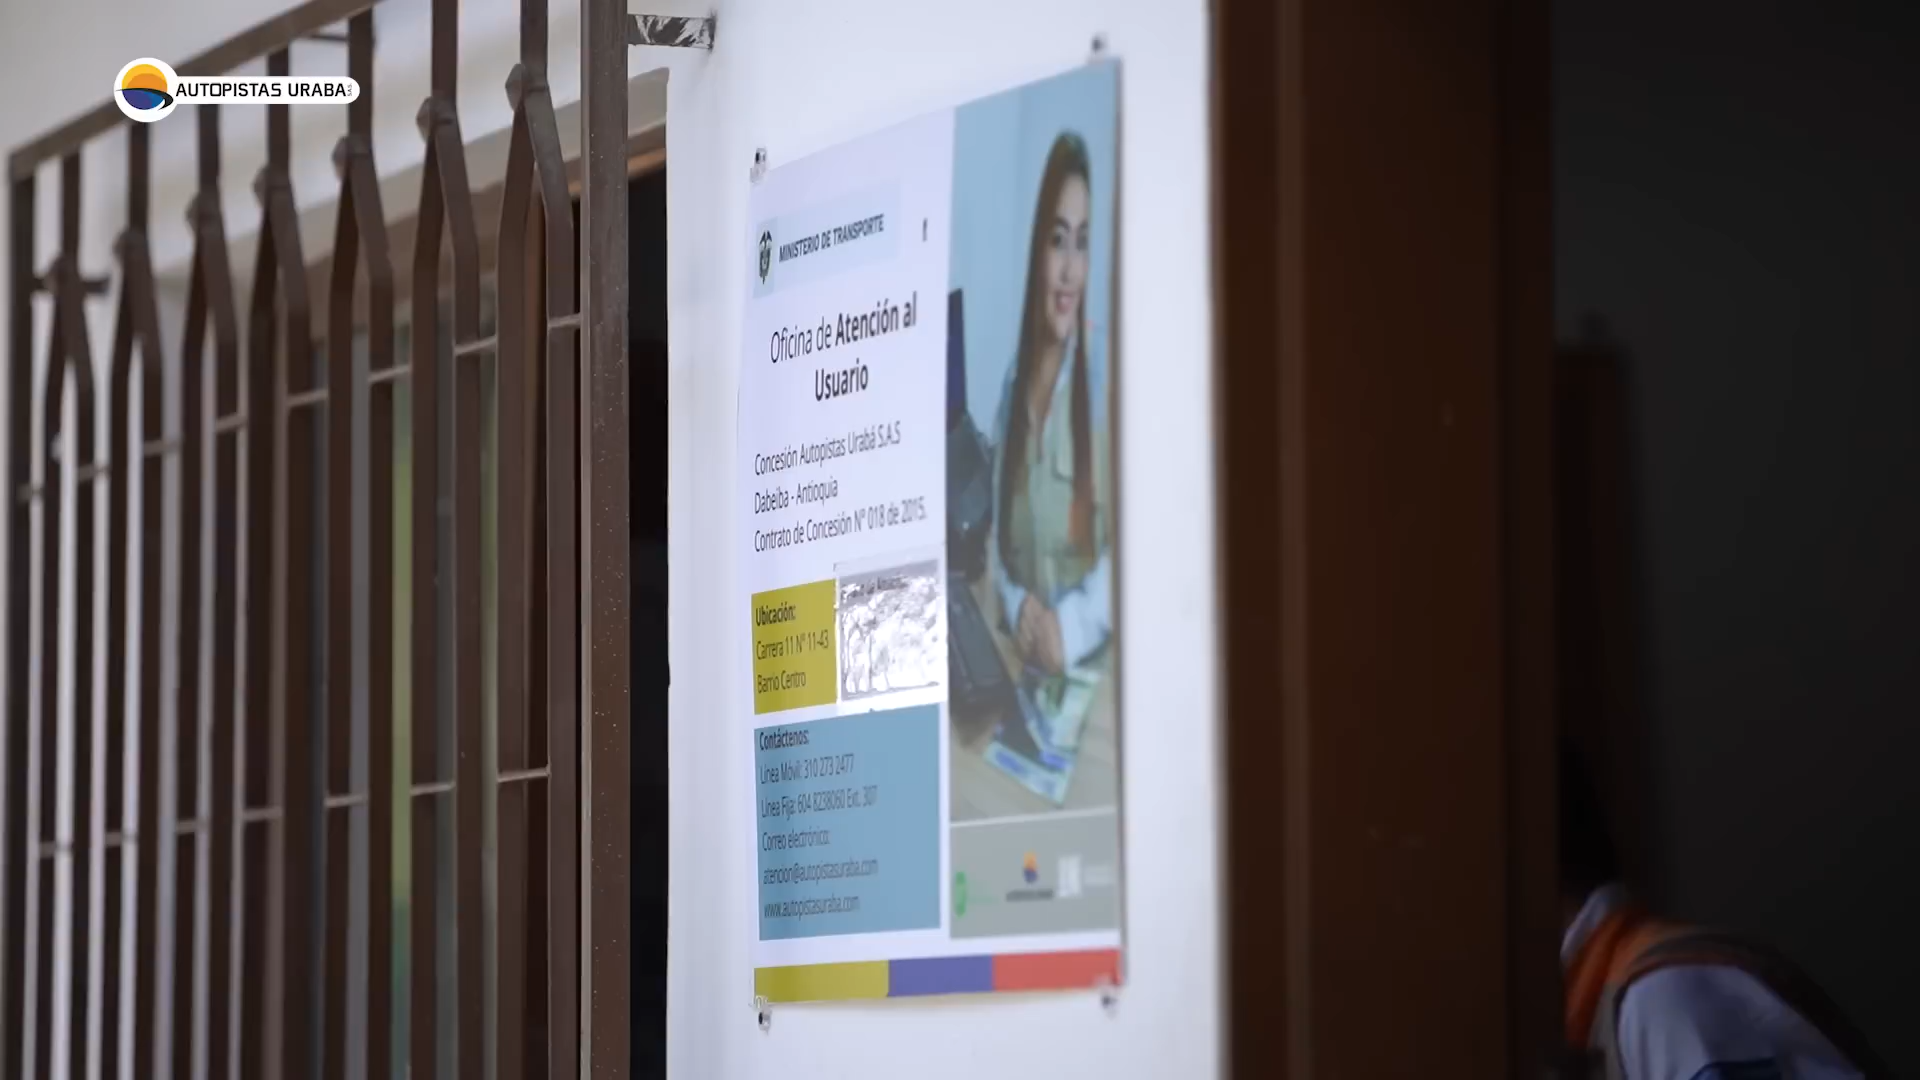 AUTOPISTAS URABA S.A.S
MINISTERIO DE TRANSPORTE
f
Oficina de Atención al
Usuario
Concesión Autopistas Urabá S.A.S
Dabeiba - Antioquia
Contrato de Concesión N° 018 de 2015.
Ubicación:
Carrera 11 N° 11-43
Barrio Centro
Contáctenos:
Línea Móvil: 310 273 2477
Línea Fija: 604 8238060 Ext. 307
Correo electrónico:
atencion@autopistasuraba.com
www.autopistasuraba.com